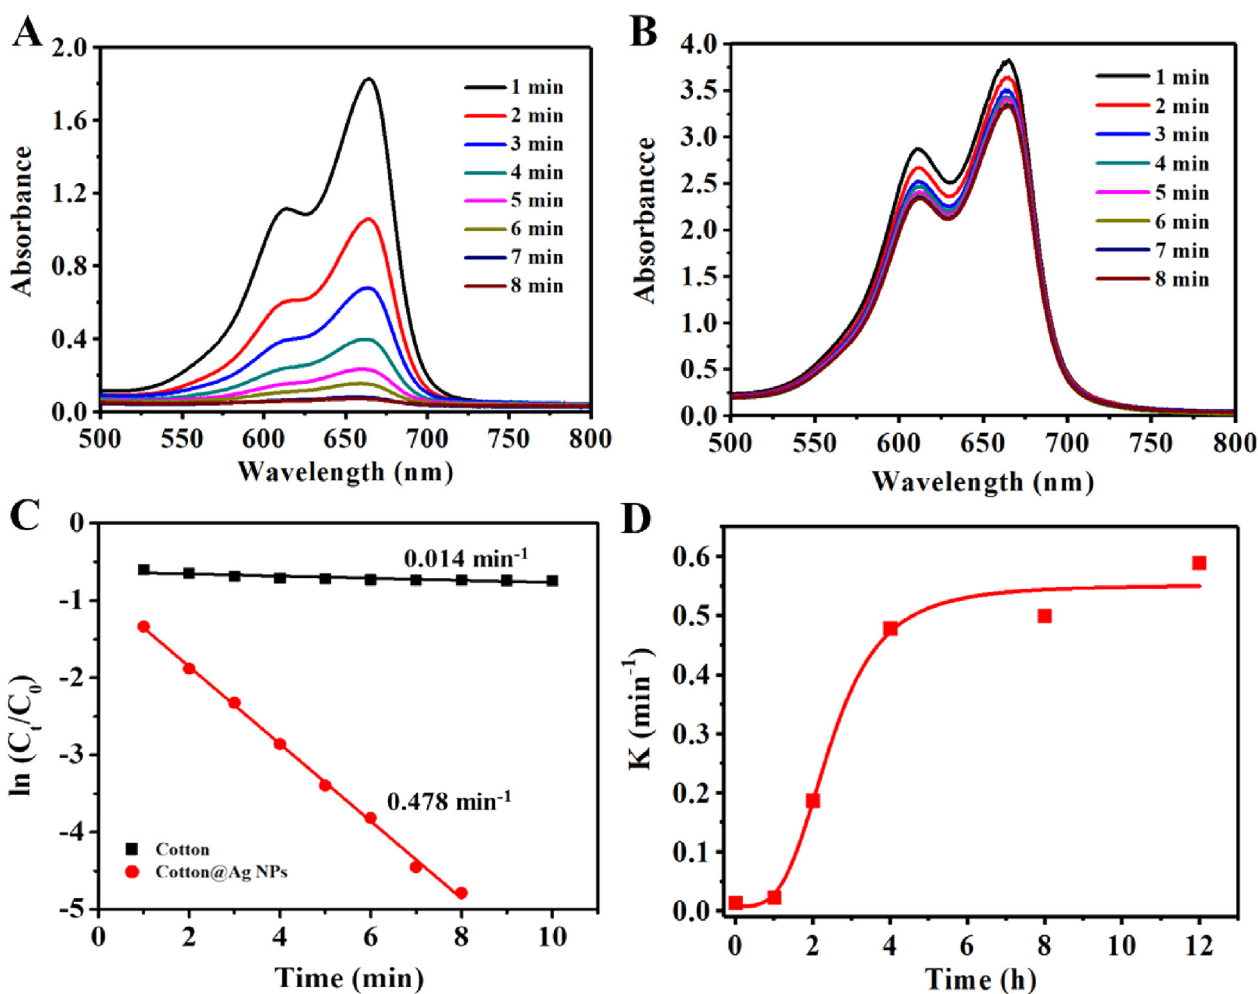 A
2.0
1.6
1.2
0.8
0.4
0.0
Absorbance
1 min
2 min
3 min
4 min
5 min
6 min
7 min
8 min
500 550 600 650 700 750 800
Wavelength (nm)
B
4.0
3.5
3.0
2.5
2.0
1.5
1.0
0.5
0.0
Absorbancce
1 min
2 min
3 min
4 min
5 min
6 min
7 min
8 min
500 550 600 650 700 750 800
Wavelength (nm)
C
0
-1
-2
-3
-4
-5
ln (Cₜ/C₀)
0.014 min⁻¹
0.478 min⁻¹
Cotton
Cotton@Ag NPs
0 2 4 6 8 10
Time (min)
D
0.6
0.5
0.4
0.3
0.2
0.1
0.0
K (min⁻¹)
0 2 4 6 8 10 12
Time (h)